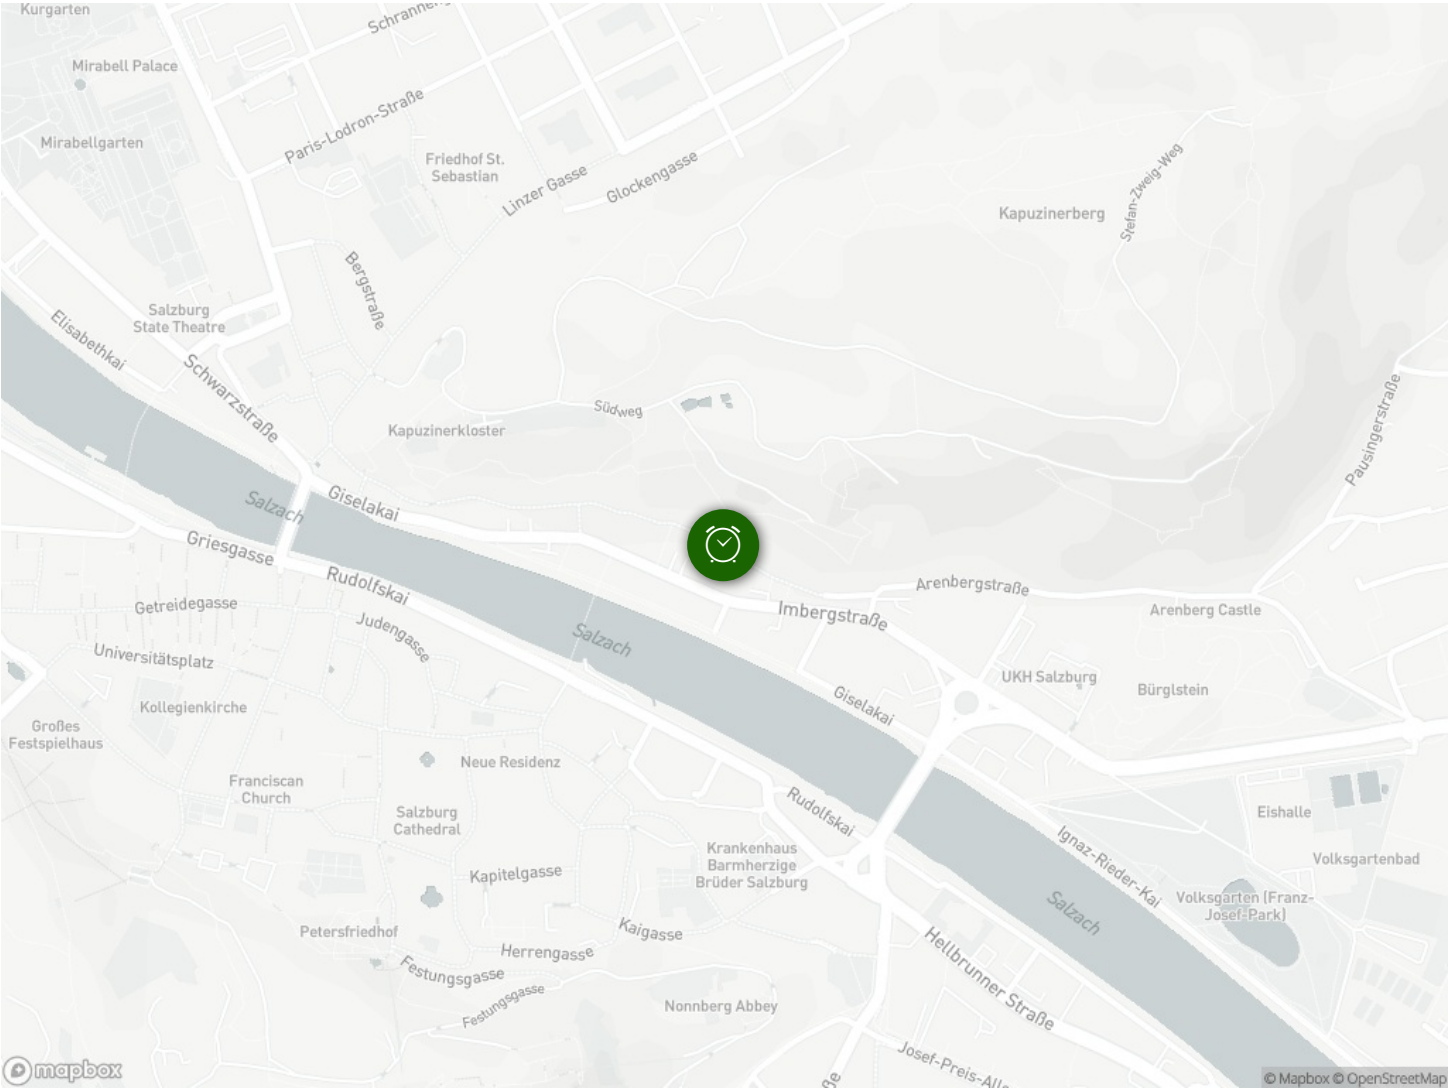 Kurgarten
Mirabell Palace
Mirabellgarten
Paris-Lodron-Straße
Friedhof St.
Sebastian
Linzer Gasse
Glockengasse
Kapuzinerberg
Stefan-Zweig-Weg
Bergstraße
Salzburg
State Theatre
Elisabethkai
Schwarzstraße
Südweg
Kapuzinerkloster
Pausingerstraße
Salzach
Giselakai
Griesgasse
Rudolfskai
Getreidegasse
Judengasse
Universitätsplatz
Salzach
Imbergstraße
Arenbergstraße
Arenberg Castle
UKH Salzburg
Bürglstein
Giselakai
Kollegienkirche
Großes
Festspielhaus
Neue Residenz
Franciscan
Church
Salzburg
Cathedral
Rudolfskai
Eishalle
Krankenhaus
Barmherzige
Brüder Salzburg
Ignaz-Rieder-Kai
Volksgartenbad
Kapitelgasse
Volksgarten (Franz-
Josef-Park)
Salzach
Petersfriedhof
Kaigasse
Herrengasse
Festungsgasse
Festungsgasse
Hellbrunner Straße
Nonnberg Abbey
mapbox
© Mapbox © OpenStreetMap